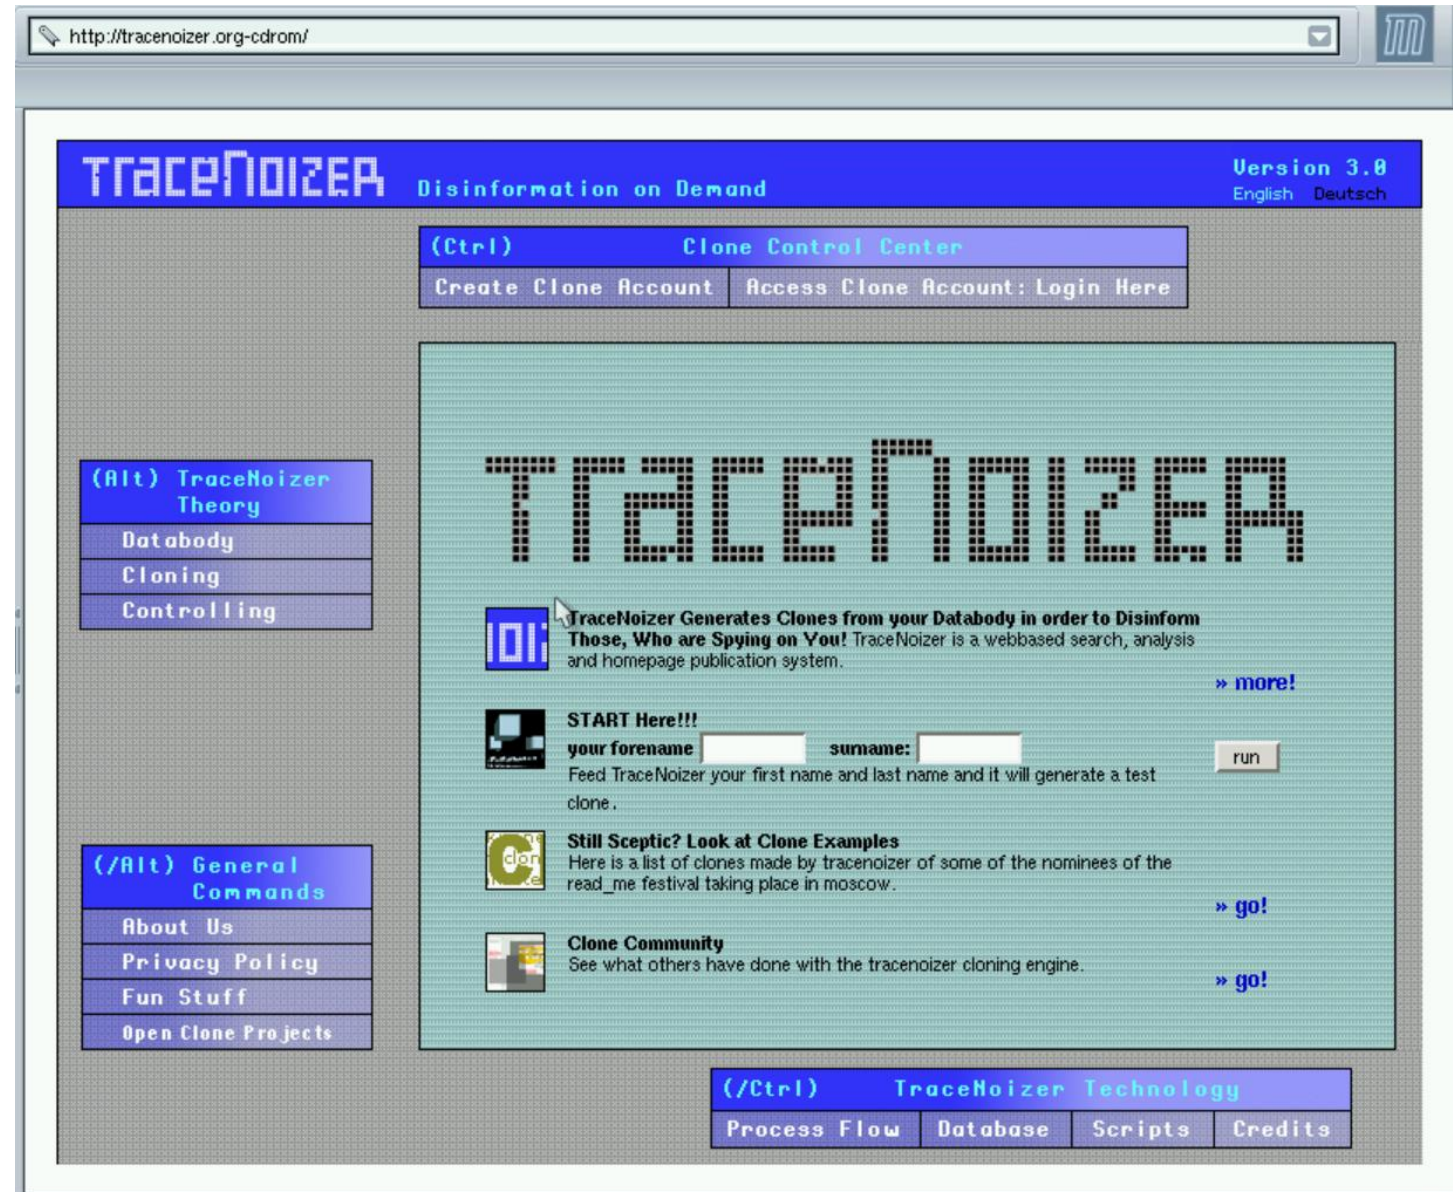 http://tracenoizer.org-cdrom/
TraceNoizer Disinformation on Demand
Version 3.0
English Deutsch
(Ctrl) Clone Control Center
Create Clone Account Access Clone Account: Login Here
TraceNoizer
(Alt) TraceNoizer
Theory
Databody
Cloning
Controlling
TraceNoizer Generates Clones from your Databody in order to Disinform
Those, Who are Spying on You! TraceNoizer is a webbased search, analysis
and homepage publication system.
» more!
START Here!!!
your forename surname:
run
Feed TraceNoizer your first name and last name and it will generate a test
clone.
Still Sceptic? Look at Clone Examples
Here is a list of clones made by tracenoizer of some of the nominees of the
read_me festival taking place in moscow.
» go!
Clone Community
See what others have done with the tracenoizer cloning engine.
» go!
(/Alt) General
Commands
About Us
Privacy Policy
Fun Stuff
Open Clone Projects
(/Ctrl) TraceNoizer Technology
Process Flow Database Scripts Credits